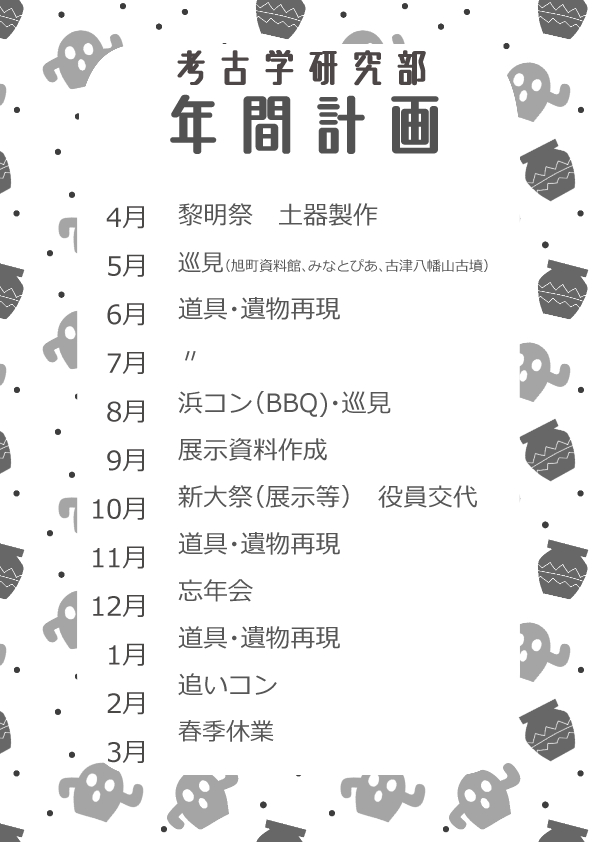 考古学研究部
年間計画
4月 黎明祭 土器製作
5月 巡見(旭町資料館、みなとぴあ、古津八幡山古墳)
6月 道具・遺物再現
7月 〃
8月 浜コン(BBQ)・巡見
9月 展示資料作成
10月 新大祭(展示等) 役員交代
11月 道具・遺物再現
12月 忘年会
1月 道具・遺物再現
2月 追いコン
3月 春季休業